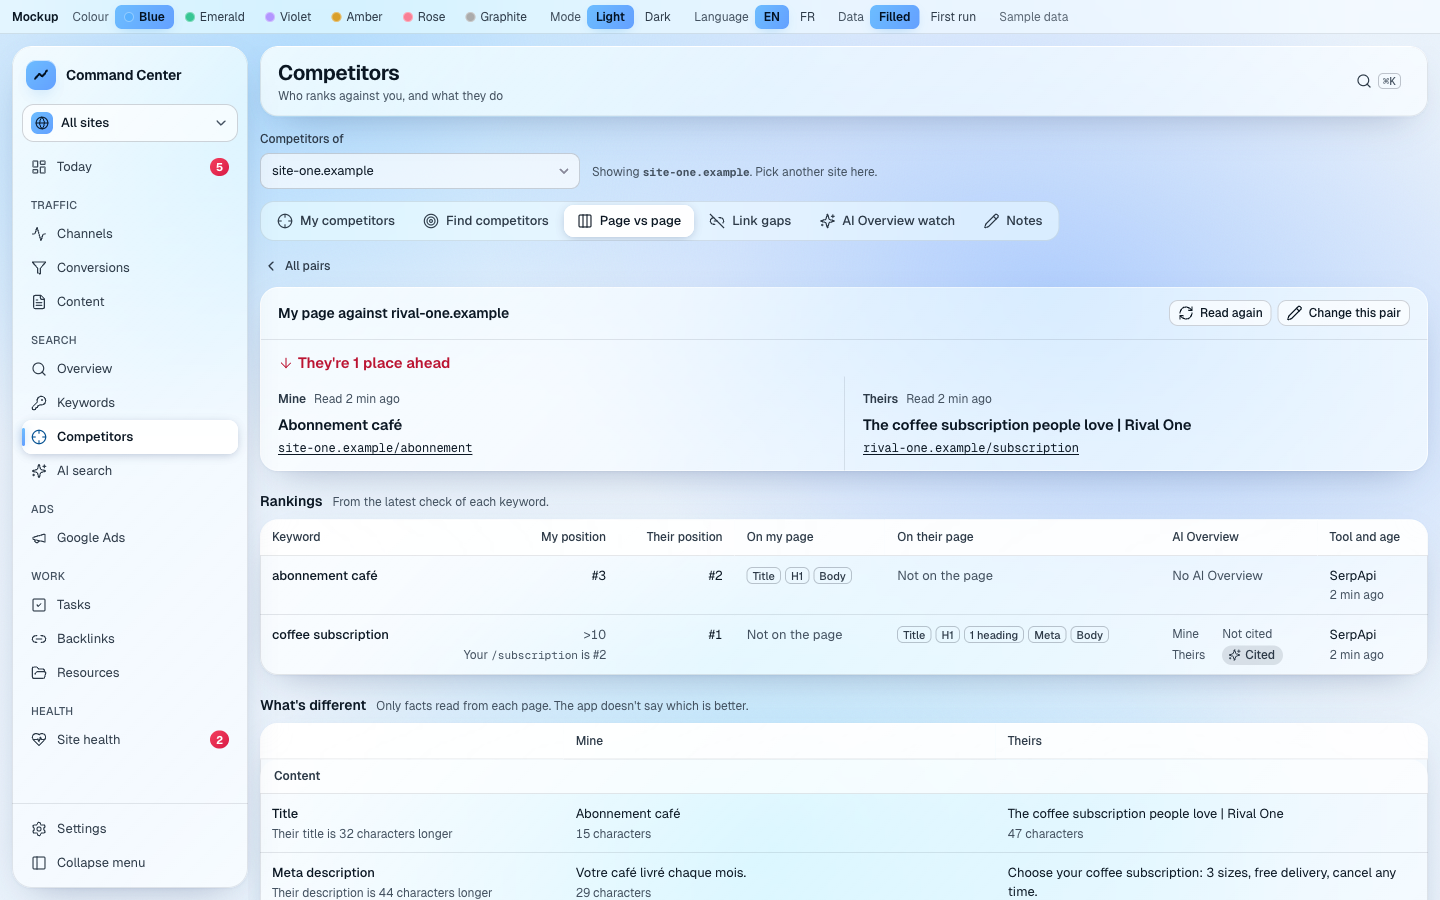 Mockup Colour Blue Emerald Violet Amber Rose Graphite Mode Light Dark Language EN FR Data Filled First run Sample data
Command Center
All sites
Today 5
TRAFFIC
Channels
Conversions
Content
SEARCH
Overview
Keywords
Competitors
AI search
ADS
Google Ads
WORK
Tasks
Backlinks
Resources
HEALTH
Site health 2
Settings
Collapse menu
Competitors
Who ranks against you, and what they do
⌘K
Competitors of
site-one.example
Showing site-one.example. Pick another site here.
My competitors Find competitors Page vs page Link gaps AI Overview watch Notes
All pairs
My page against rival-one.example
Read again Change this pair
They're 1 place ahead
Mine Read 2 min ago
Abonnement café
site-one.example/abonnement
Theirs Read 2 min ago
The coffee subscription people love | Rival One
rival-one.example/subscription
Rankings From the latest check of each keyword.
Keyword My position Their position On my page On their page AI Overview Tool and age
abonnement café #3 #2 Title H1 Body Not on the page No AI Overview SerpApi
2 min ago
coffee subscription >10 #1 Not on the page Title H1 1 heading Meta Body Mine Not cited SerpApi
Your /subscription is #2 Theirs Cited 2 min ago
What's different Only facts read from each page. The app doesn't say which is better.
Mine Theirs
Content
Title Abonnement café The coffee subscription people love | Rival One
Their title is 32 characters longer 15 characters 47 characters
Meta description Votre café livré chaque mois. Choose your coffee subscription: 3 sizes, free delivery, cancel any
Their description is 44 characters longer 29 characters time.